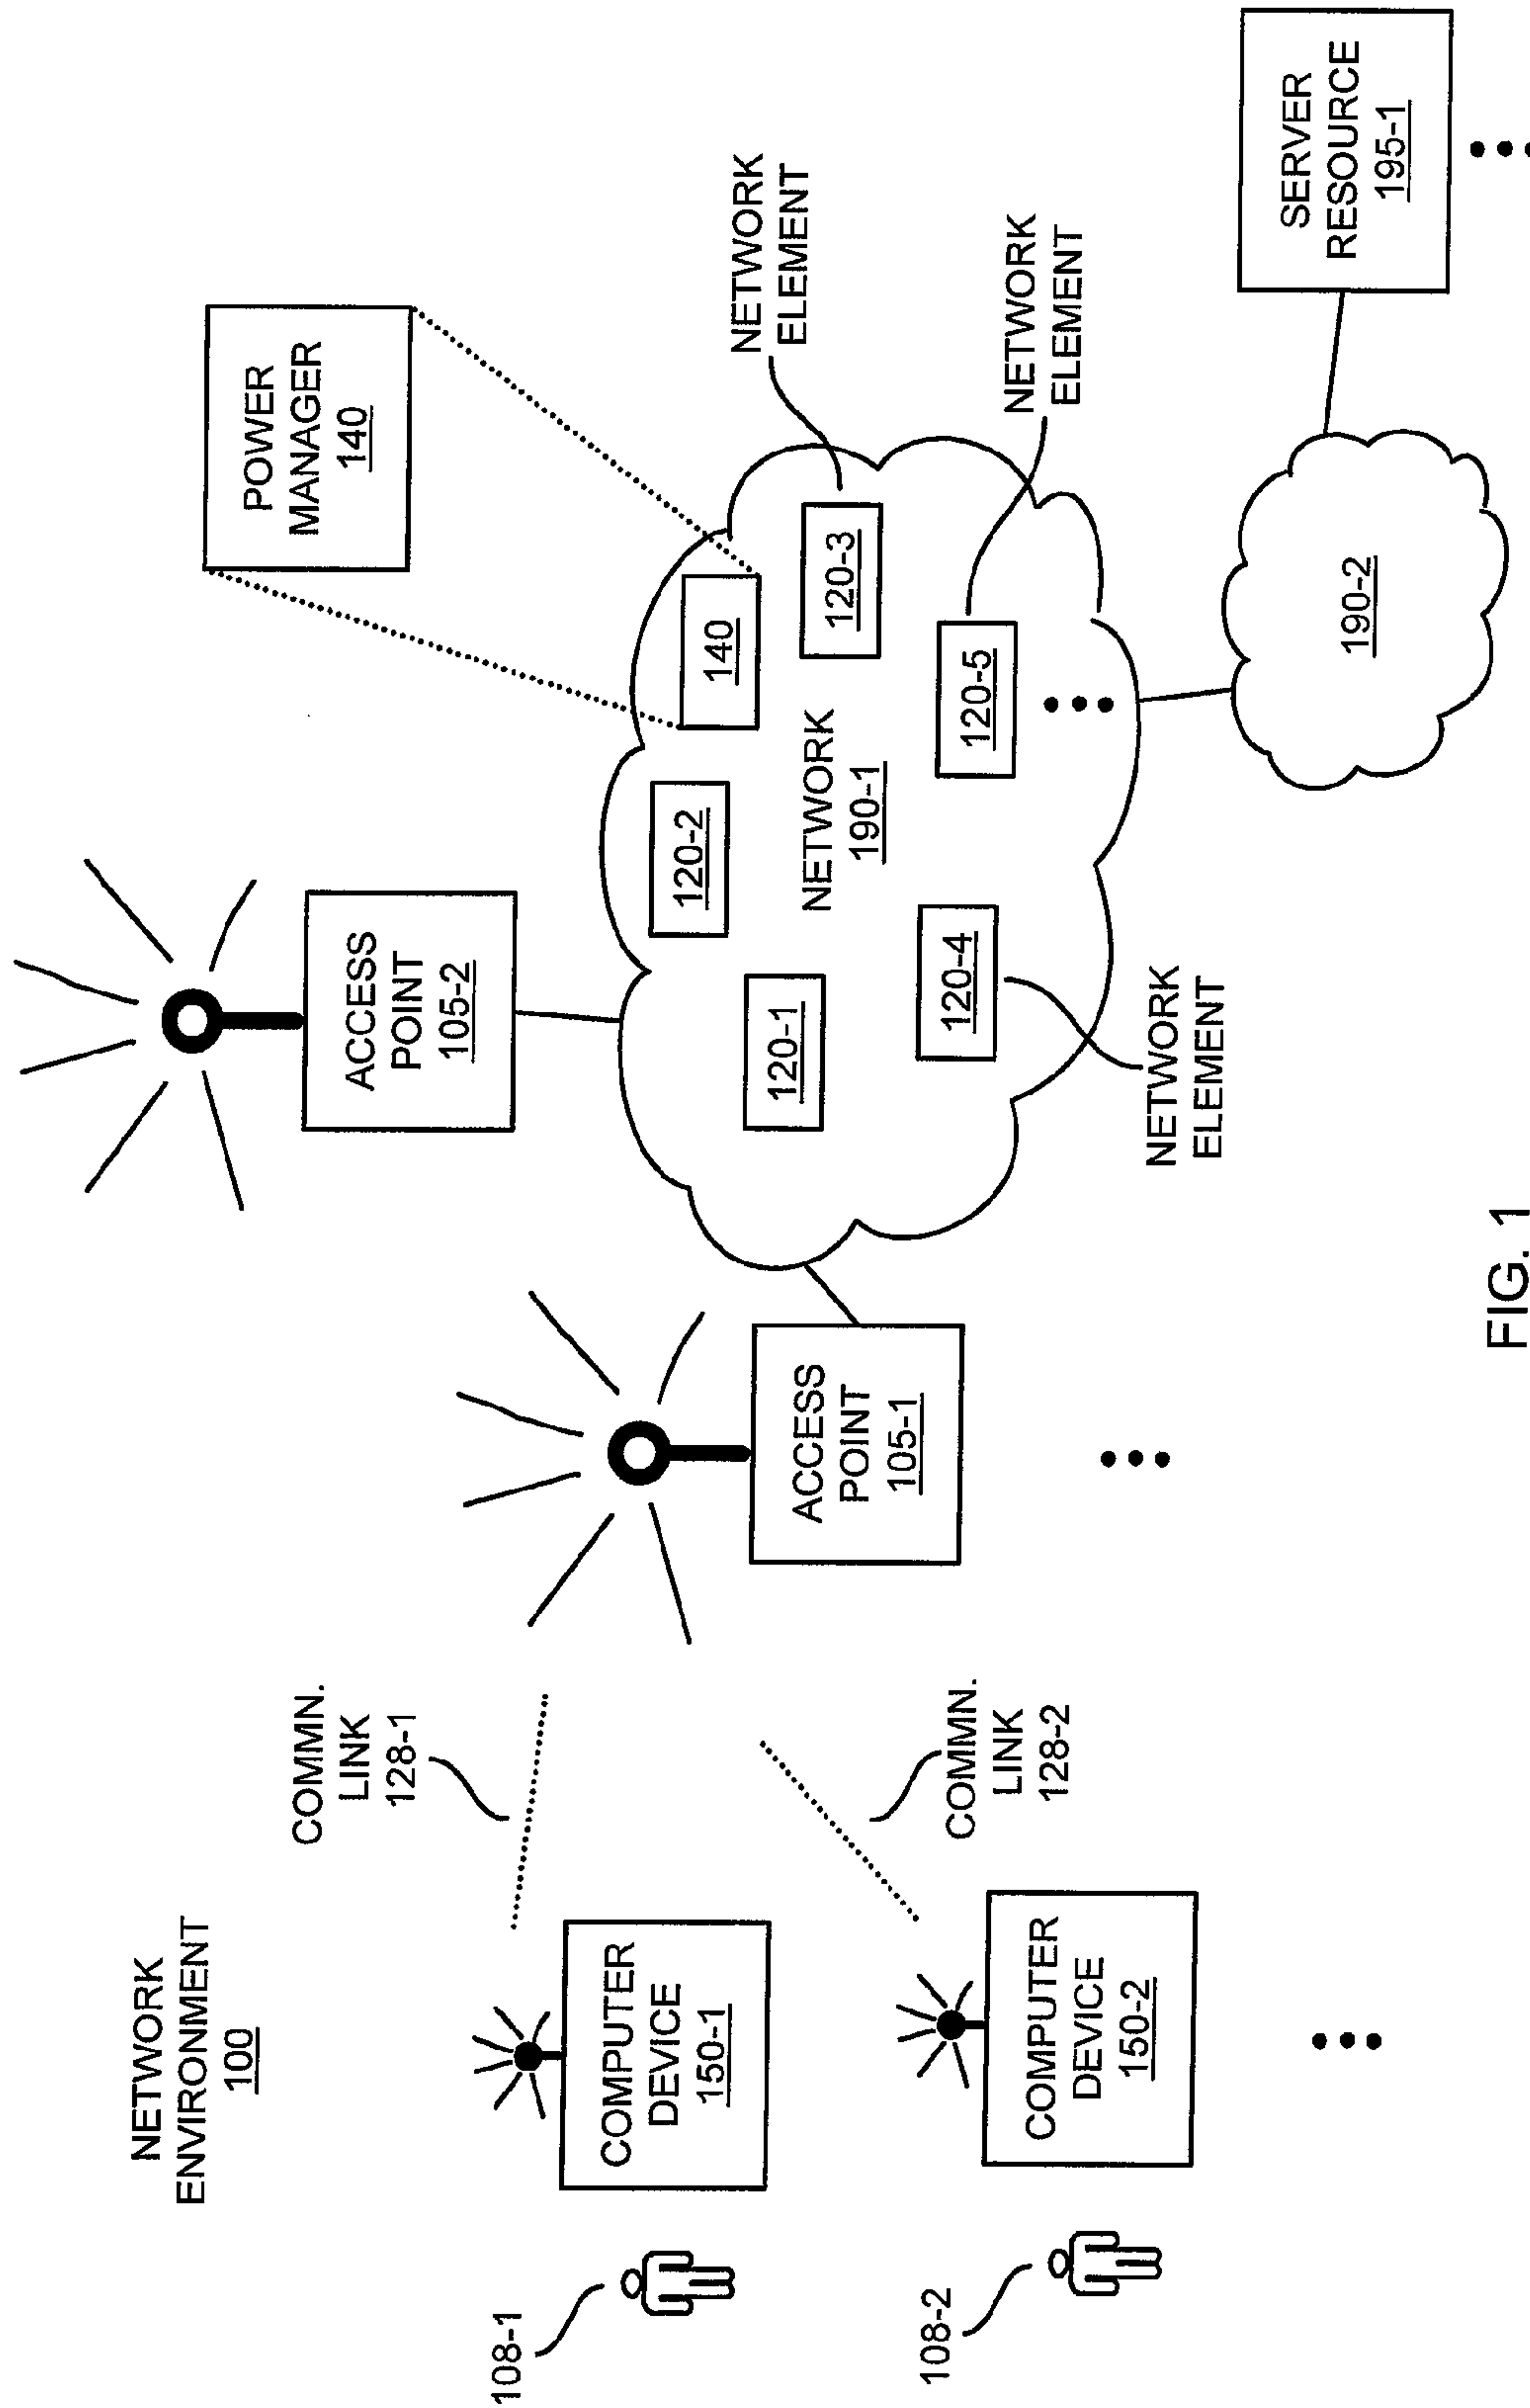 NETWORK
ENVIRONMENT
100
POWER
MANAGER
140
ACCESS
POINT
105-2
COMMN.
LINK
128-1
108-1
COMPUTER
DEVICE
150-1
ACCESS
POINT
105-1
120-1
120-2
140
120-3
NETWORK
ELEMENT
NETWORK
190-1
120-4
120-5
NETWORK
ELEMENT
NETWORK
ELEMENT
COMMN.
LINK
128-2
108-2
COMPUTER
DEVICE
150-2
190-2
SERVER
RESOURCE
195-1
FIG. 1